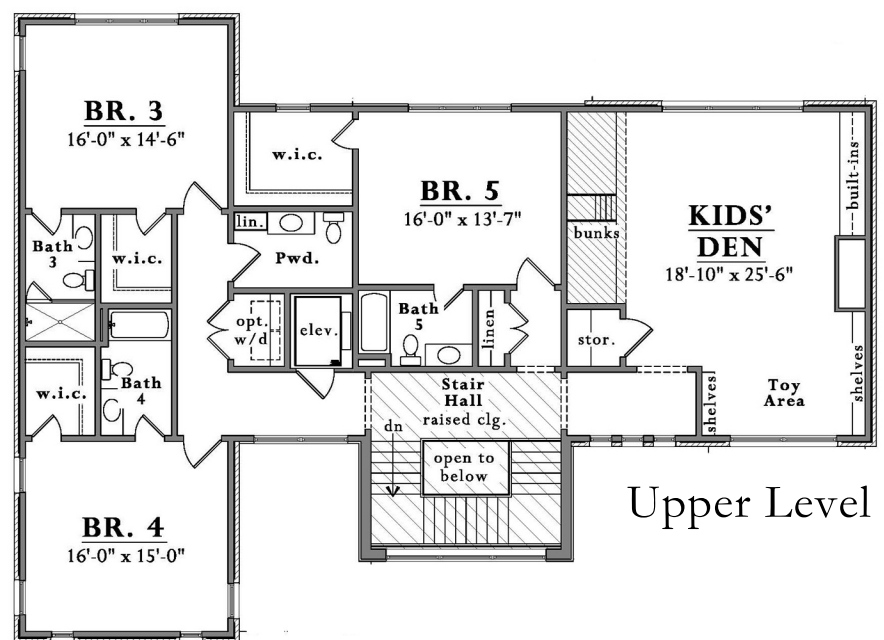 BR. 3
16'-0" x 14'-6"
w.i.c.
BR. 5
16'-0" x 13'-7"
KIDS'
DEN
18'-10" x 25'-6"
built-ins
bunks
lin.
Pwd.
Bath
3
w.i.c.
opt.
w/d
elev.
Bath
5
linen
stor.
w.i.c.
Bath
4
Stair
Hall
raised clg.
dn
open to
below
shelves
Toy
Area
shelves
BR. 4
16'-0" x 15'-0"
Upper Level